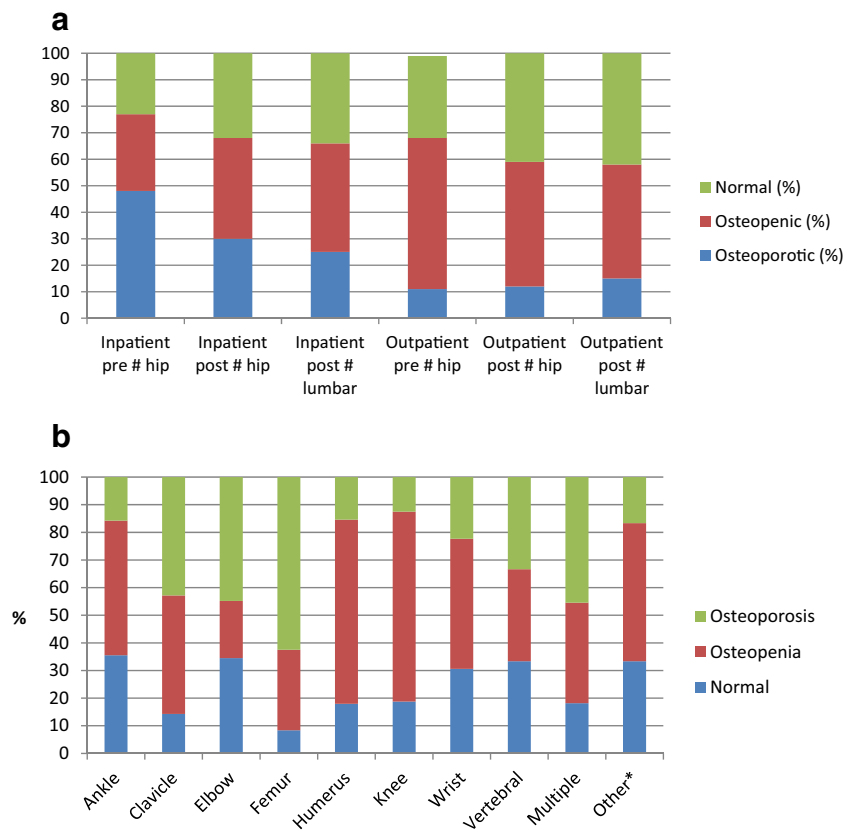 a
100
90
80
70
60
50
40
30
20
10
0
Inpatient
pre # hip
Inpatient
post # hip
Inpatient
post #
lumbar
Outpatient
pre # hip
Outpatient
post # hip
Outpatient
post #
lumbar
Normal (%)
Osteopenic (%)
Osteoporotic (%)
b
%
100
90
80
70
60
50
40
30
20
10
0
Ankle
Clavicle
Elbow
Femur
Humerus
Knee
Wrist
Vertebral
Multiple
Other*
Osteoporosis
Osteopenia
Normal